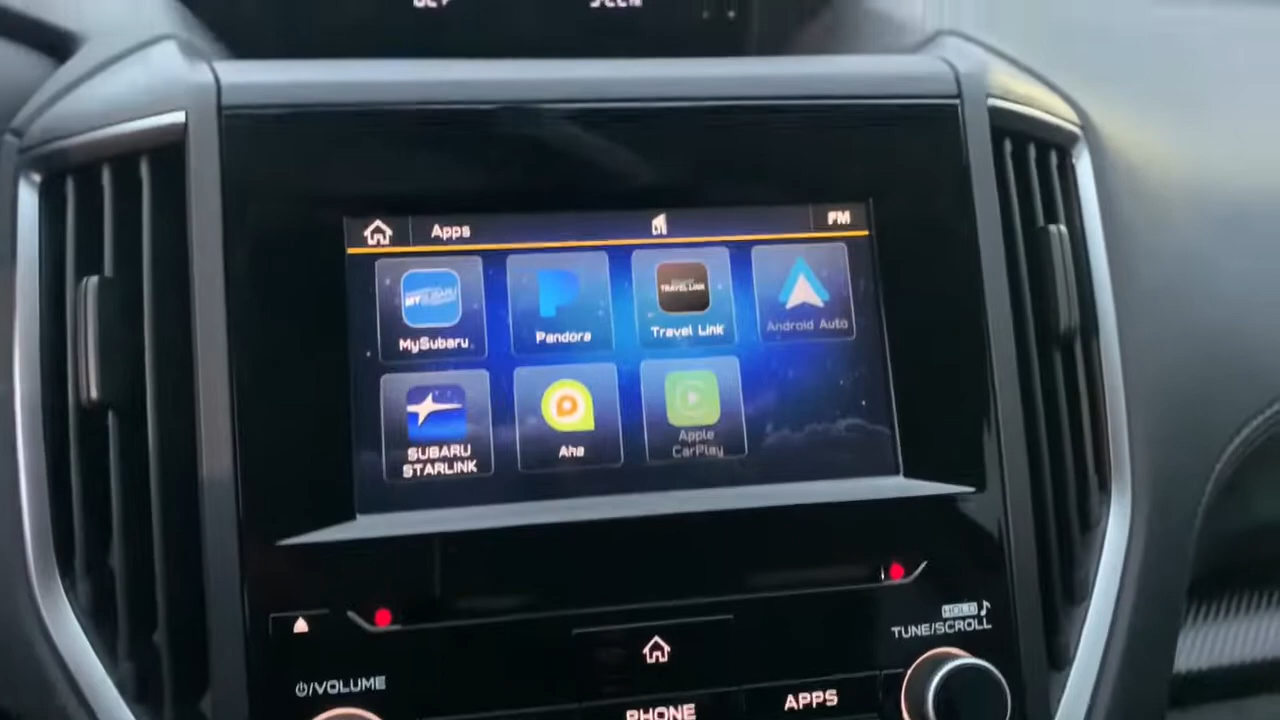 Apps
FM
MYSUBARU
TRAVEL LINK
MySubaru
Pandora
Travel Link
Android Auto
SUBARU
STARLINK
Aha
Apple
CarPlay
HOLD
TUNE/SCROLL
/VOLUME
PHONE
APPS